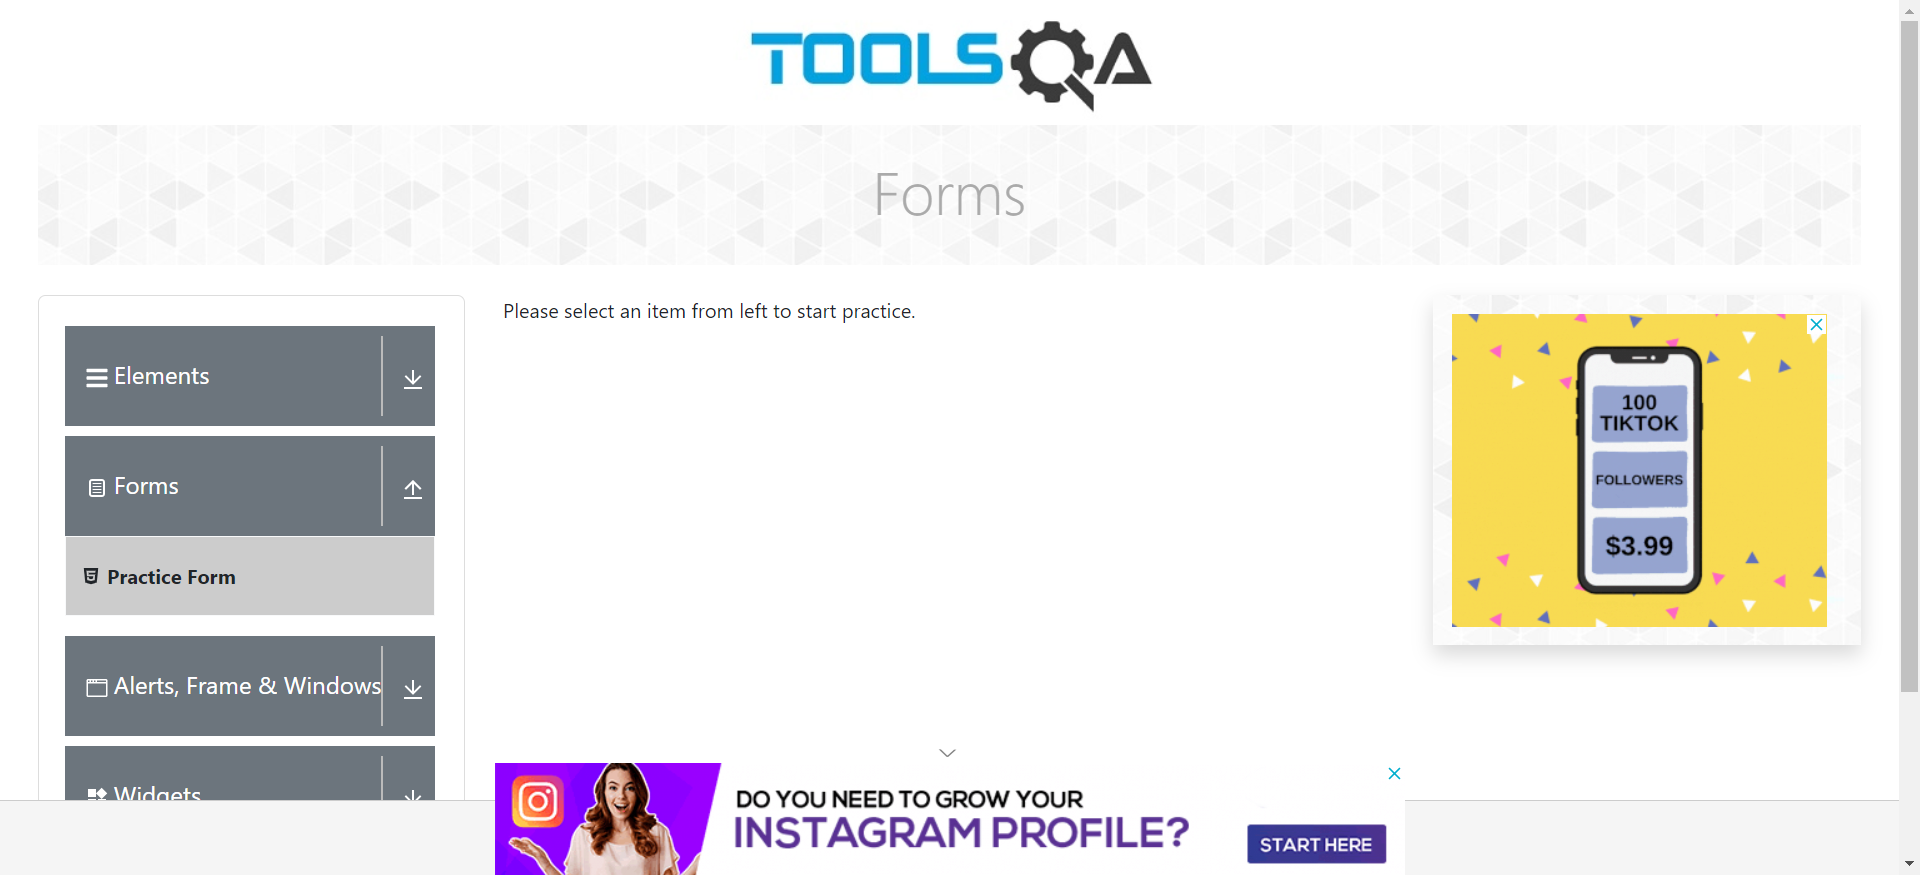 TOOLSQA
Forms
Elements
Forms
Practice Form
Alerts, Frame & Windows
Widgets
Please select an item from left to start practice.
100
TIKTOK
FOLLOWERS
$3.99
DO YOU NEED TO GROW YOUR
INSTAGRAM PROFILE?
START HERE